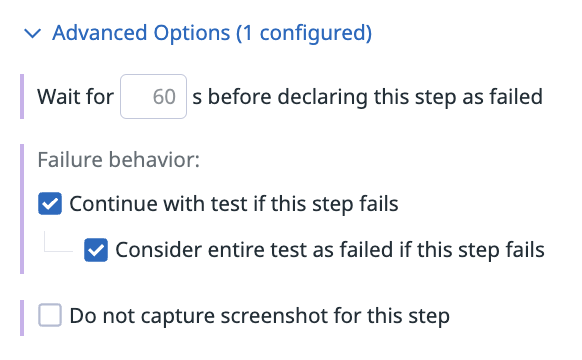 Advanced Options (1 configured)
Wait for 60 s before declaring this step as failed
Failure behavior:
Continue with test if this step fails
Consider entire test as failed if this step fails
Do not capture screenshot for this step